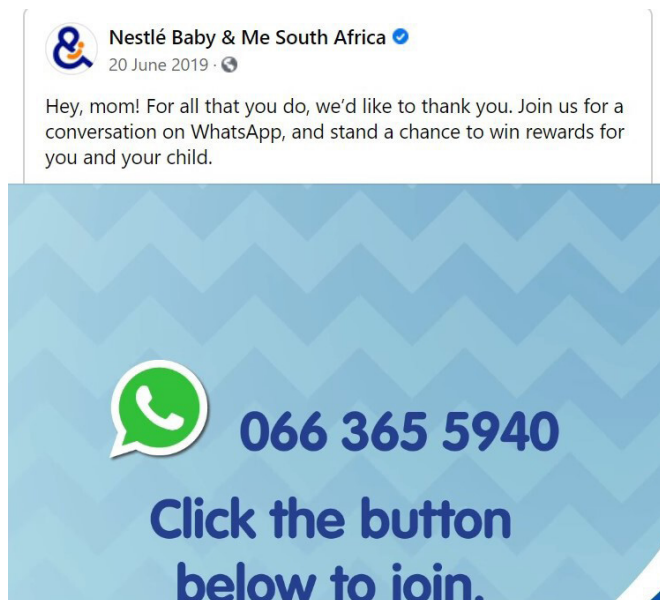 Nestlé Baby & Me South Africa
20 June 2019 ·
Hey, mom! For all that you do, we'd like to thank you. Join us for a
conversation on WhatsApp, and stand a chance to win rewards for
you and your child.
066 365 5940
Click the button
below to join.